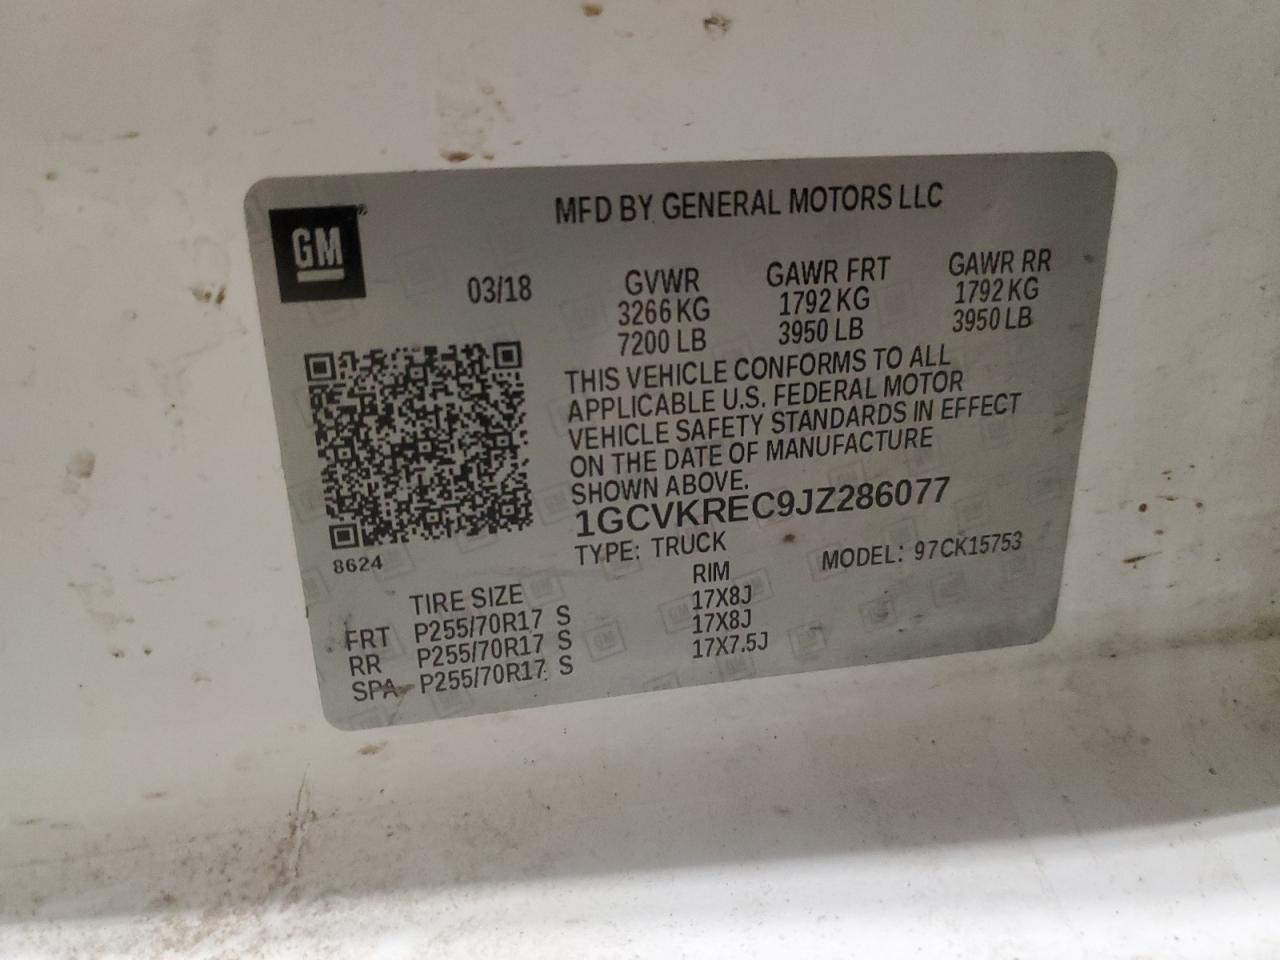 MFD BY GENERAL MOTORS LLC
GM
03/18 GVWR GAWR FRT GAWR RR
3266 KG 1792 KG 1792 KG
7200 LB 3950 LB 3950 LB
THIS VEHICLE CONFORMS TO ALL
APPLICABLE U.S. FEDERAL MOTOR
VEHICLE SAFETY STANDARDS IN EFFECT
ON THE DATE OF MANUFACTURE
SHOWN ABOVE.
1GCVKREC9JZ286077
8624
TYPE: TRUCK MODEL: 97CK15753
TIRE SIZE RIM
FRT P255/70R17 S 17X8J
RR P255/70R17 S 17X8J
SPA P255/70R17 S 17X7.5J